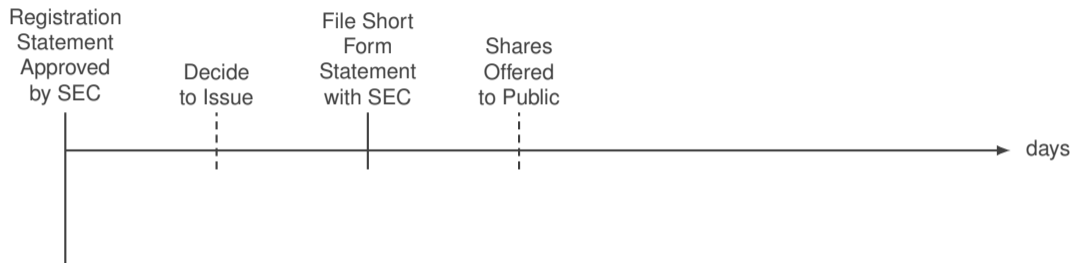 Registration
Statement
Approved
by SEC
Decide
to Issue
File Short
Form
Statement
with SEC
Shares
Offered
to Public
days